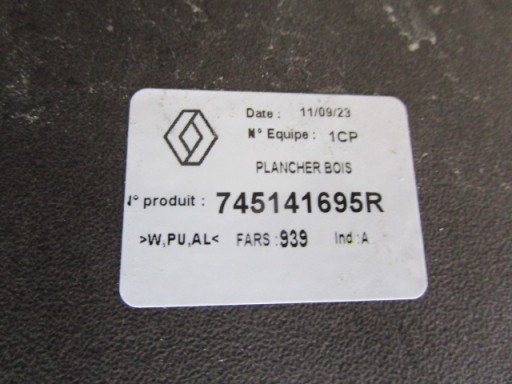 Date : 11/09/23
N° Equipe : 1CP
PLANCHER BOIS
N° produit : 745141695R
>W,PU,AL< FARS : 939 Ind :A